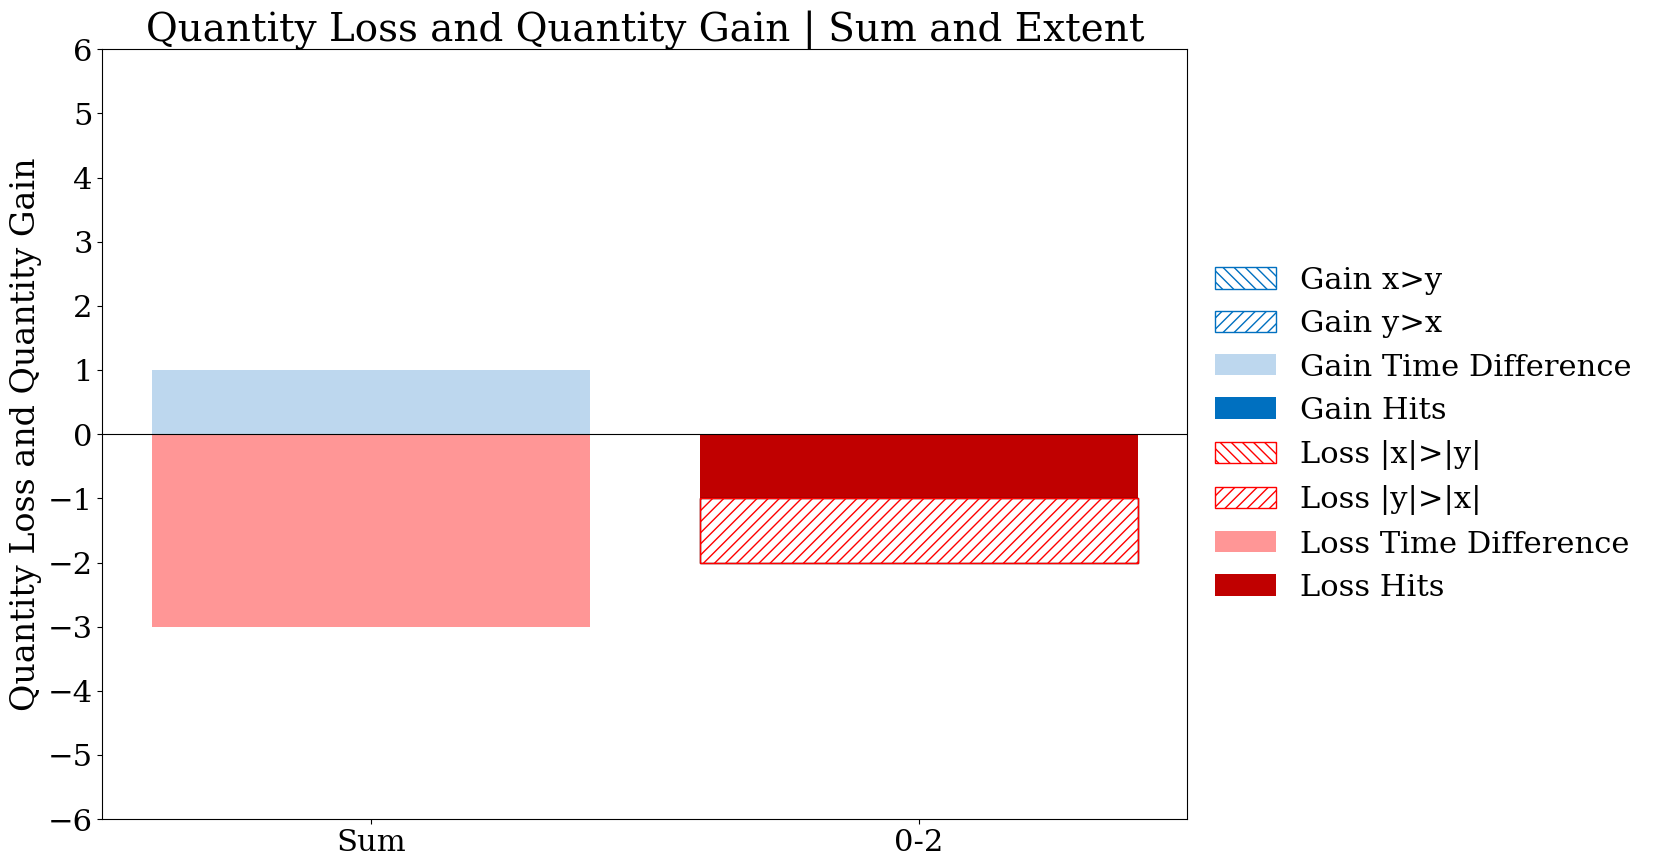 Quantity Loss and Quantity Gain | Sum and Extent
Quantity Loss and Quantity Gain
6
5
4
3
2
1
0
−1
−2
−3
−4
−5
−6
Sum
0-2
Gain x>y
Gain y>x
Gain Time Difference
Gain Hits
Loss |x|>|y|
Loss |y|>|x|
Loss Time Difference
Loss Hits